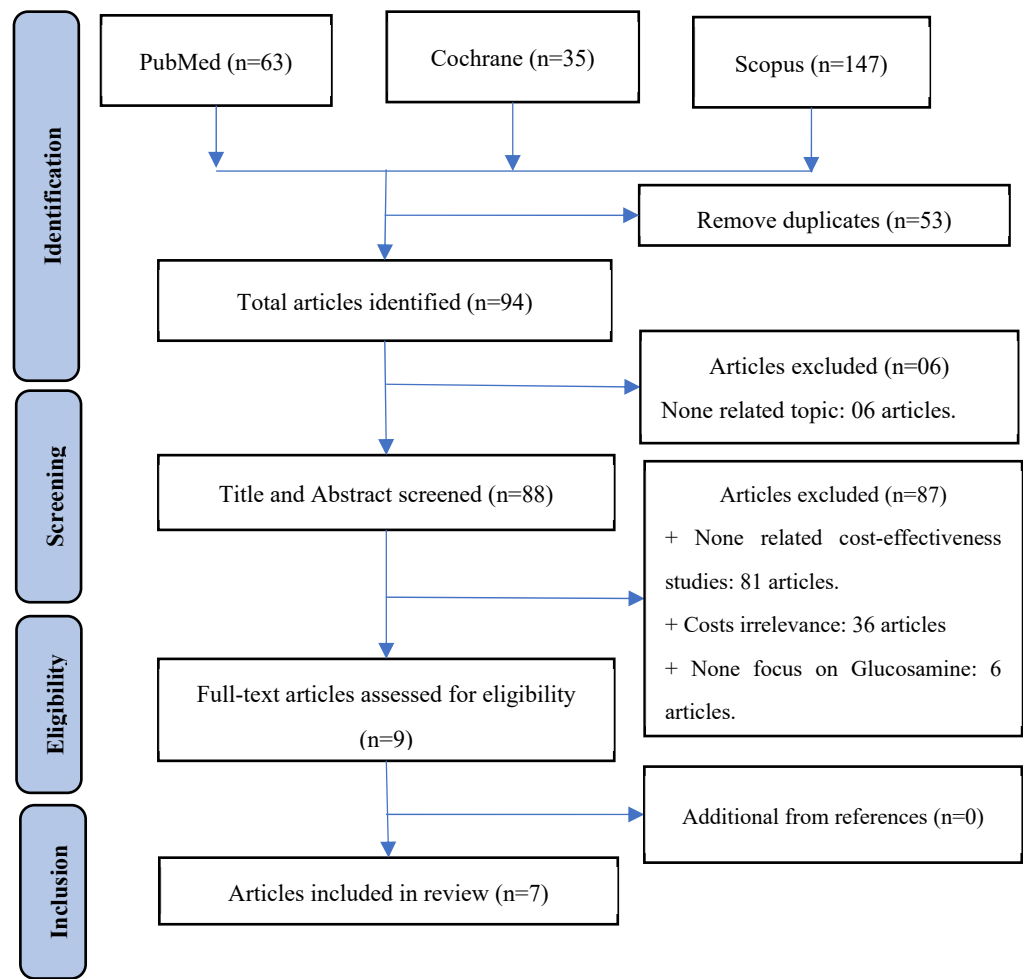 Identification
PubMed (n=63)
Cochrane (n=35)
Scopus (n=147)
Remove duplicates (n=53)
Total articles identified (n=94)
Articles excluded (n=06)
None related topic: 06 articles.
Screening
Title and Abstract screened (n=88)
Articles excluded (n=87)
+ None related cost-effectiveness
studies: 81 articles.
+ Costs irrelevance: 36 articles
+ None focus on Glucosamine: 6
articles.
Eligibility
Full-text articles assessed for eligibility
(n=9)
Additional from references (n=0)
Inclusion
Articles included in review (n=7)